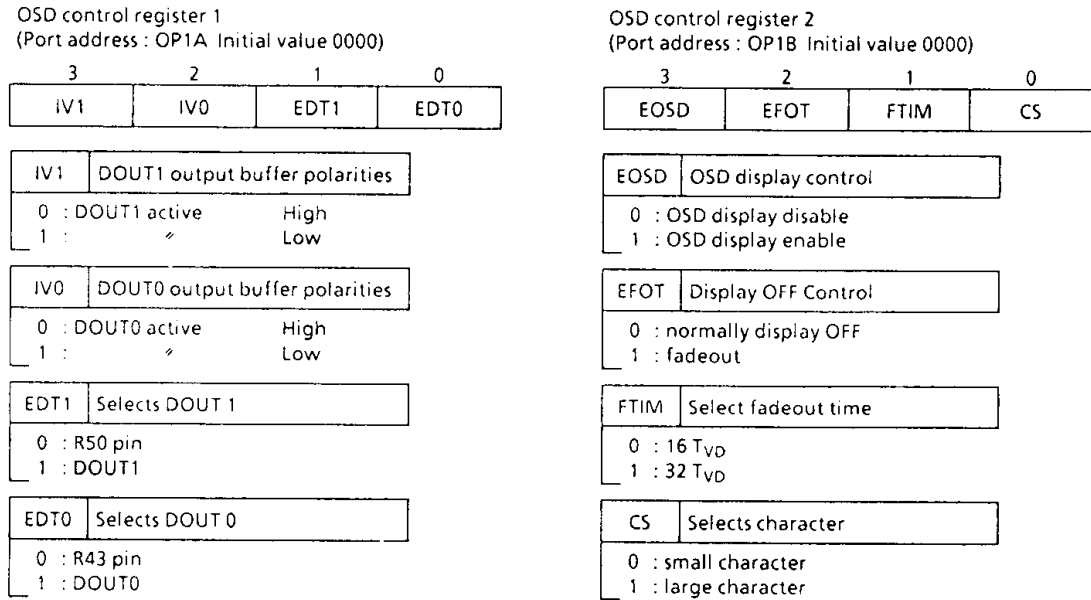 OSD control register 1
(Port address : OP1A Initial value 0000)
3 2 1 0
IV1 IV0 EDT1 EDT0
IV1 DOUT1 output buffer polarities
0 : DOUT1 active High
1 : 〃 Low
IV0 DOUT0 output buffer polarities
0 : DOUT0 active High
1 : 〃 Low
EDT1 Selects DOUT 1
0 : R50 pin
1 : DOUT1
EDT0 Selects DOUT 0
0 : R43 pin
1 : DOUT0
OSD control register 2
(Port address : OP1B Initial value 0000)
3 2 1 0
EOSD EFOT FTIM CS
EOSD OSD display control
0 : OSD display disable
1 : OSD display enable
EFOT Display OFF Control
0 : normally display OFF
1 : fadeout
FTIM Select fadeout time
0 : 16 TVD
1 : 32 TVD
CS Selects character
0 : small character
1 : large character